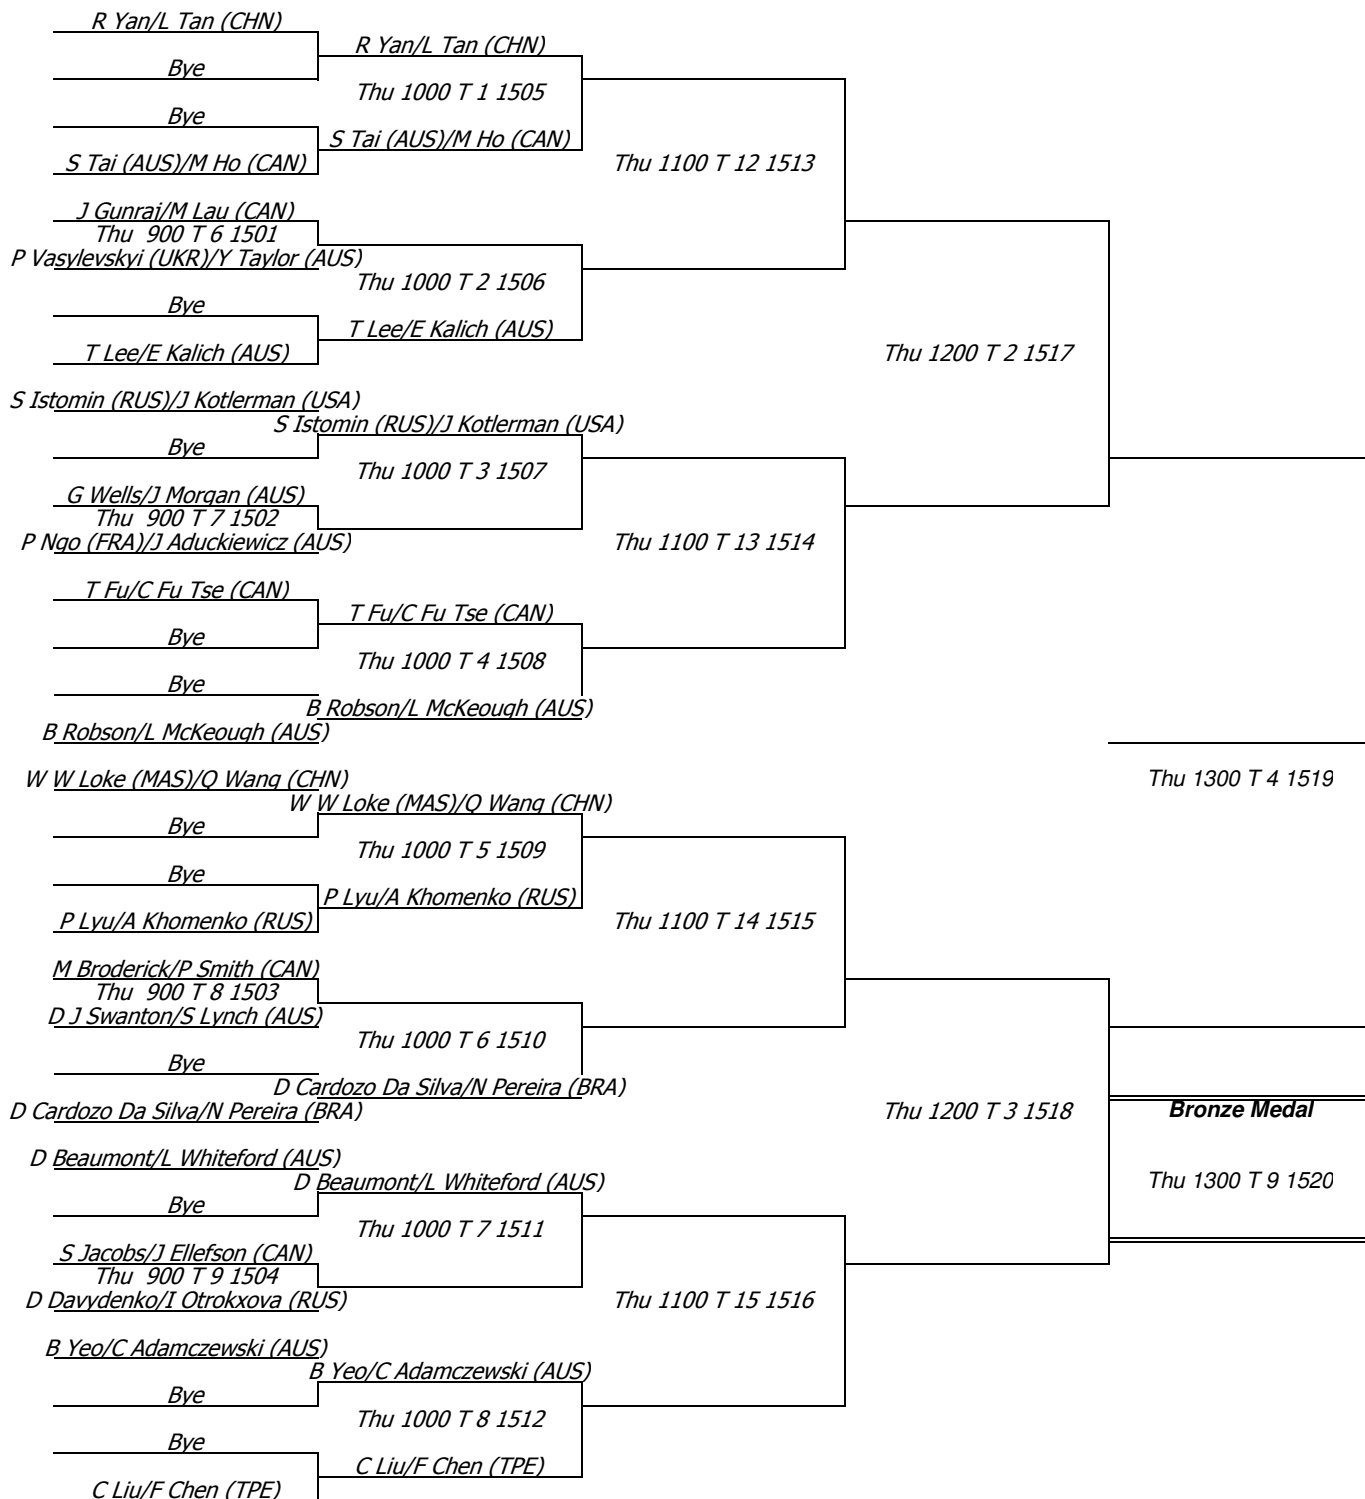 R Yan/L Tan (CHN)
R Yan/L Tan (CHN)
Bye
Thu 1000 T 1 1505
Bye
S Tai (AUS)/M Ho (CAN)
S Tai (AUS)/M Ho (CAN)
Thu 1100 T 12 1513
J Gunraj/M Lau (CAN)
Thu 900 T 6 1501
P Vasylevskyi (UKR)/Y Taylor (AUS)
Thu 1000 T 2 1506
Bye
T Lee/E Kalich (AUS)
T Lee/E Kalich (AUS)
Thu 1200 T 2 1517
S Istomin (RUS)/J Kotlerman (USA)
S Istomin (RUS)/J Kotlerman (USA)
Bye
Thu 1000 T 3 1507
G Wells/J Morgan (AUS)
Thu 900 T 7 1502
P Ngo (FRA)/J Aduckiewicz (AUS)
Thu 1100 T 13 1514
T Fu/C Fu Tse (CAN)
T Fu/C Fu Tse (CAN)
Bye
Thu 1000 T 4 1508
Bye
B Robson/L McKeough (AUS)
B Robson/L McKeough (AUS)
W W Loke (MAS)/Q Wang (CHN)
Thu 1300 T 4 1519
W W Loke (MAS)/Q Wang (CHN)
Bye
Thu 1000 T 5 1509
Bye
P Lyu/A Khomenko (RUS)
P Lyu/A Khomenko (RUS)
Thu 1100 T 14 1515
M Broderick/P Smith (CAN)
Thu 900 T 8 1503
D J Swanton/S Lynch (AUS)
Thu 1000 T 6 1510
Bye
D Cardozo Da Silva/N Pereira (BRA)
D Cardozo Da Silva/N Pereira (BRA)
Thu 1200 T 3 1518
Bronze Medal
D Beaumont/L Whiteford (AUS)
D Beaumont/L Whiteford (AUS)
Thu 1300 T 9 1520
Bye
Thu 1000 T 7 1511
S Jacobs/J Ellefson (CAN)
Thu 900 T 9 1504
D Davydenko/I Otrokxova (RUS)
Thu 1100 T 15 1516
B Yeo/C Adamczewski (AUS)
B Yeo/C Adamczewski (AUS)
Bye
Thu 1000 T 8 1512
Bye
C Liu/F Chen (TPE)
C Liu/F Chen (TPE)